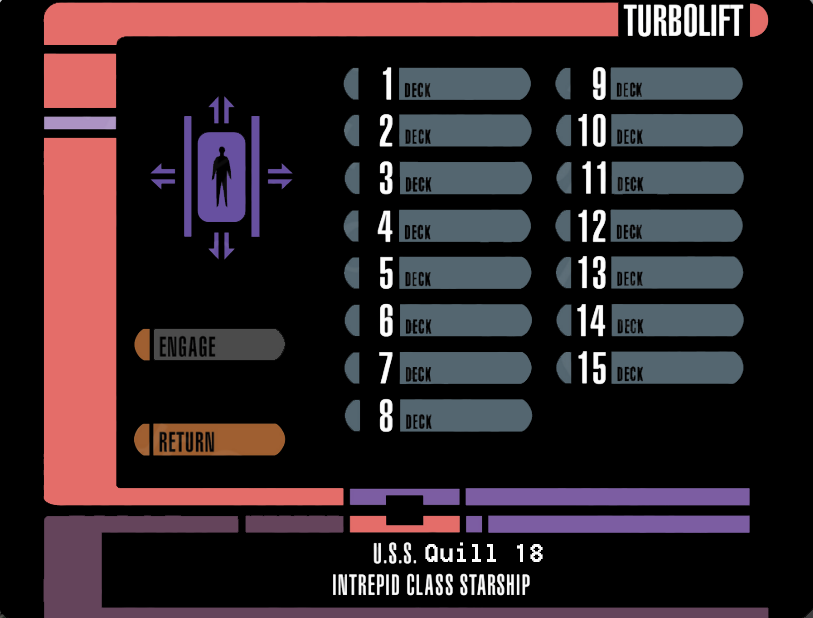 TURBOLIFT
1 DECK
2 DECK
3 DECK
4 DECK
5 DECK
6 DECK
7 DECK
8 DECK
9 DECK
10 DECK
11 DECK
12 DECK
13 DECK
14 DECK
15 DECK
ENGAGE
RETURN
U.S.S. Quill 18
INTREPID CLASS STARSHIP